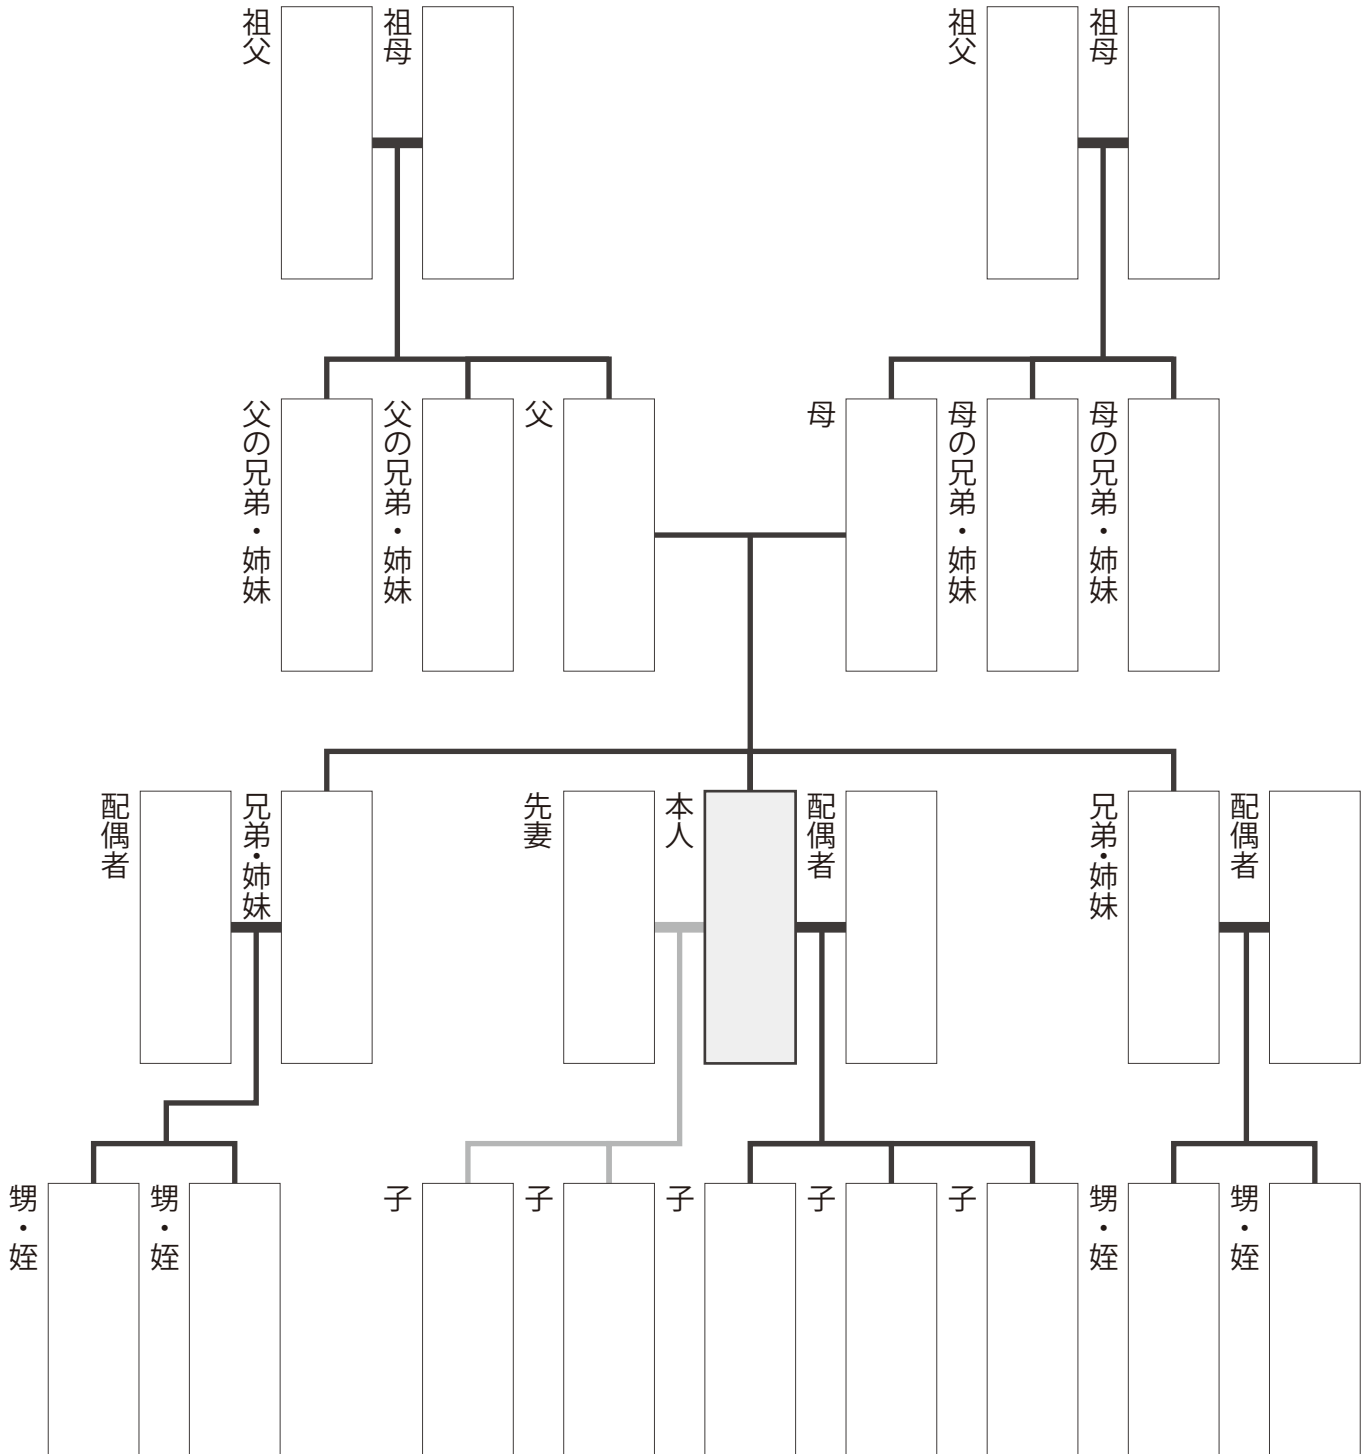 祖父
祖母
祖父
祖母
父の兄弟・姉妹
父の兄弟・姉妹
父
母
母の兄弟・姉妹
母の兄弟・姉妹
配偶者
兄弟・姉妹
先妻
本人
配偶者
兄弟・姉妹
配偶者
甥・姪
甥・姪
子
子
子
子
子
甥・姪
甥・姪